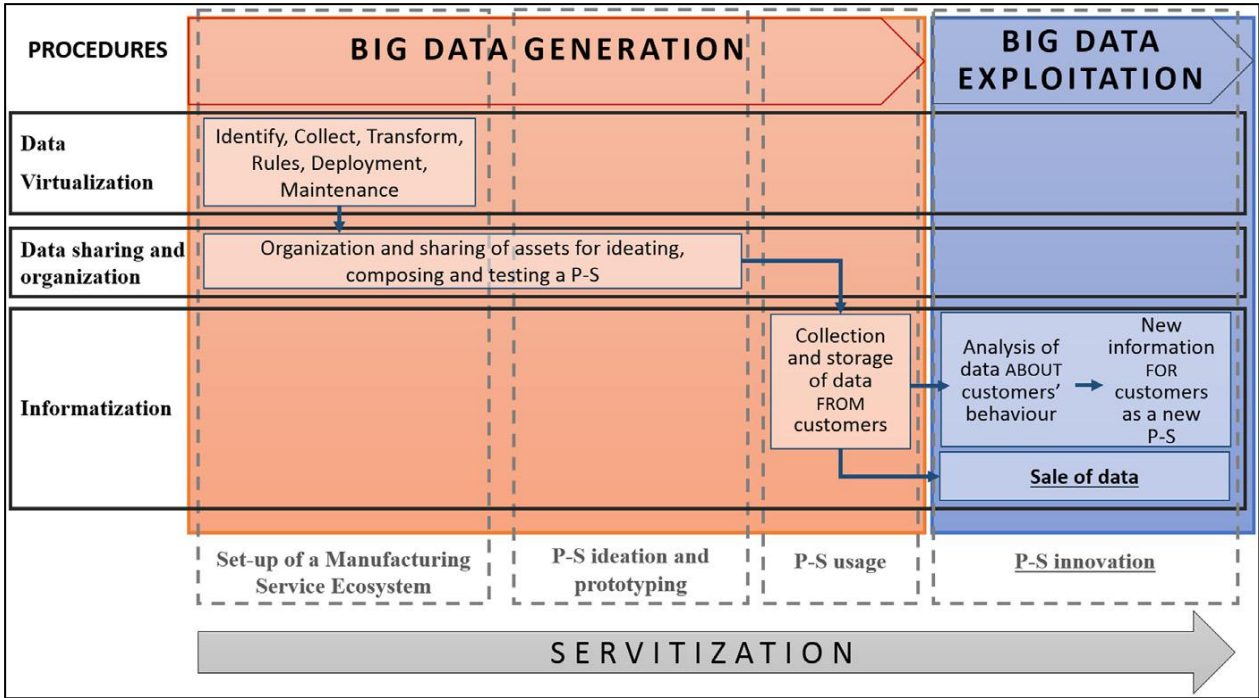 PROCEDURES
BIG DATA GENERATION
BIG DATA
EXPLOITATION
Data
Virtualization
Identify, Collect, Transform,
Rules, Deployment,
Maintenance
Data sharing and
organization
Organization and sharing of assets for ideating,
composing and testing a P-S
Informatization
Collection
and storage
of data
FROM
customers
Analysis of
data ABOUT
customers’
behaviour
New
information
FOR
customers
as a new
P-S
Sale of data
Set-up of a Manufacturing
Service Ecosystem
P-S ideation and
prototyping
P-S usage
P-S innovation
SERVITIZATION